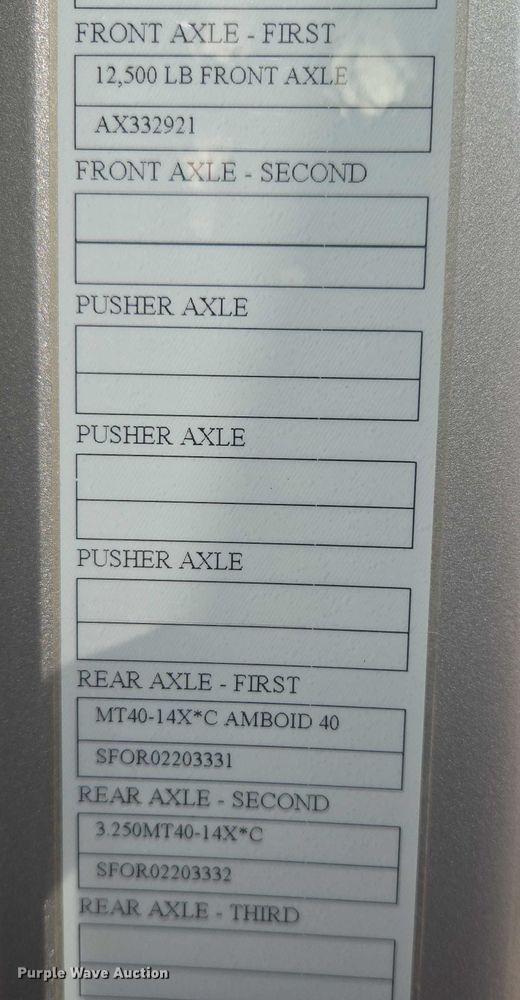 FRONT AXLE - FIRST
12,500 LB FRONT AXLE
AX332921
FRONT AXLE - SECOND
PUSHER AXLE
PUSHER AXLE
PUSHER AXLE
REAR AXLE - FIRST
MT40-14X*C AMBOID 40
SFOR02203331
REAR AXLE - SECOND
3.250MT40-14X*C
SFOR02203332
REAR AXLE - THIRD
Purple Wave Auction